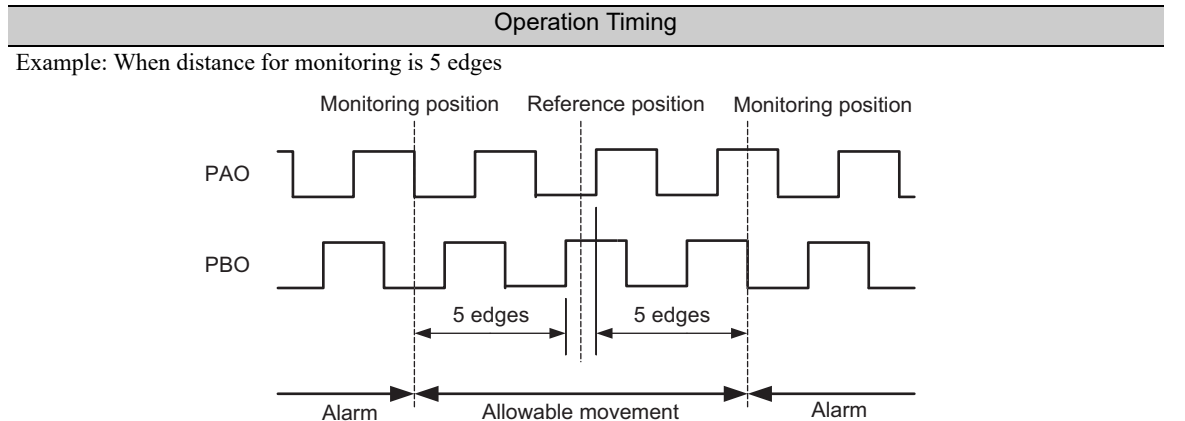 Operation Timing
Example: When distance for monitoring is 5 edges
Monitoring position Reference position Monitoring position
PAO
PBO
5 edges 5 edges
Alarm Allowable movement Alarm